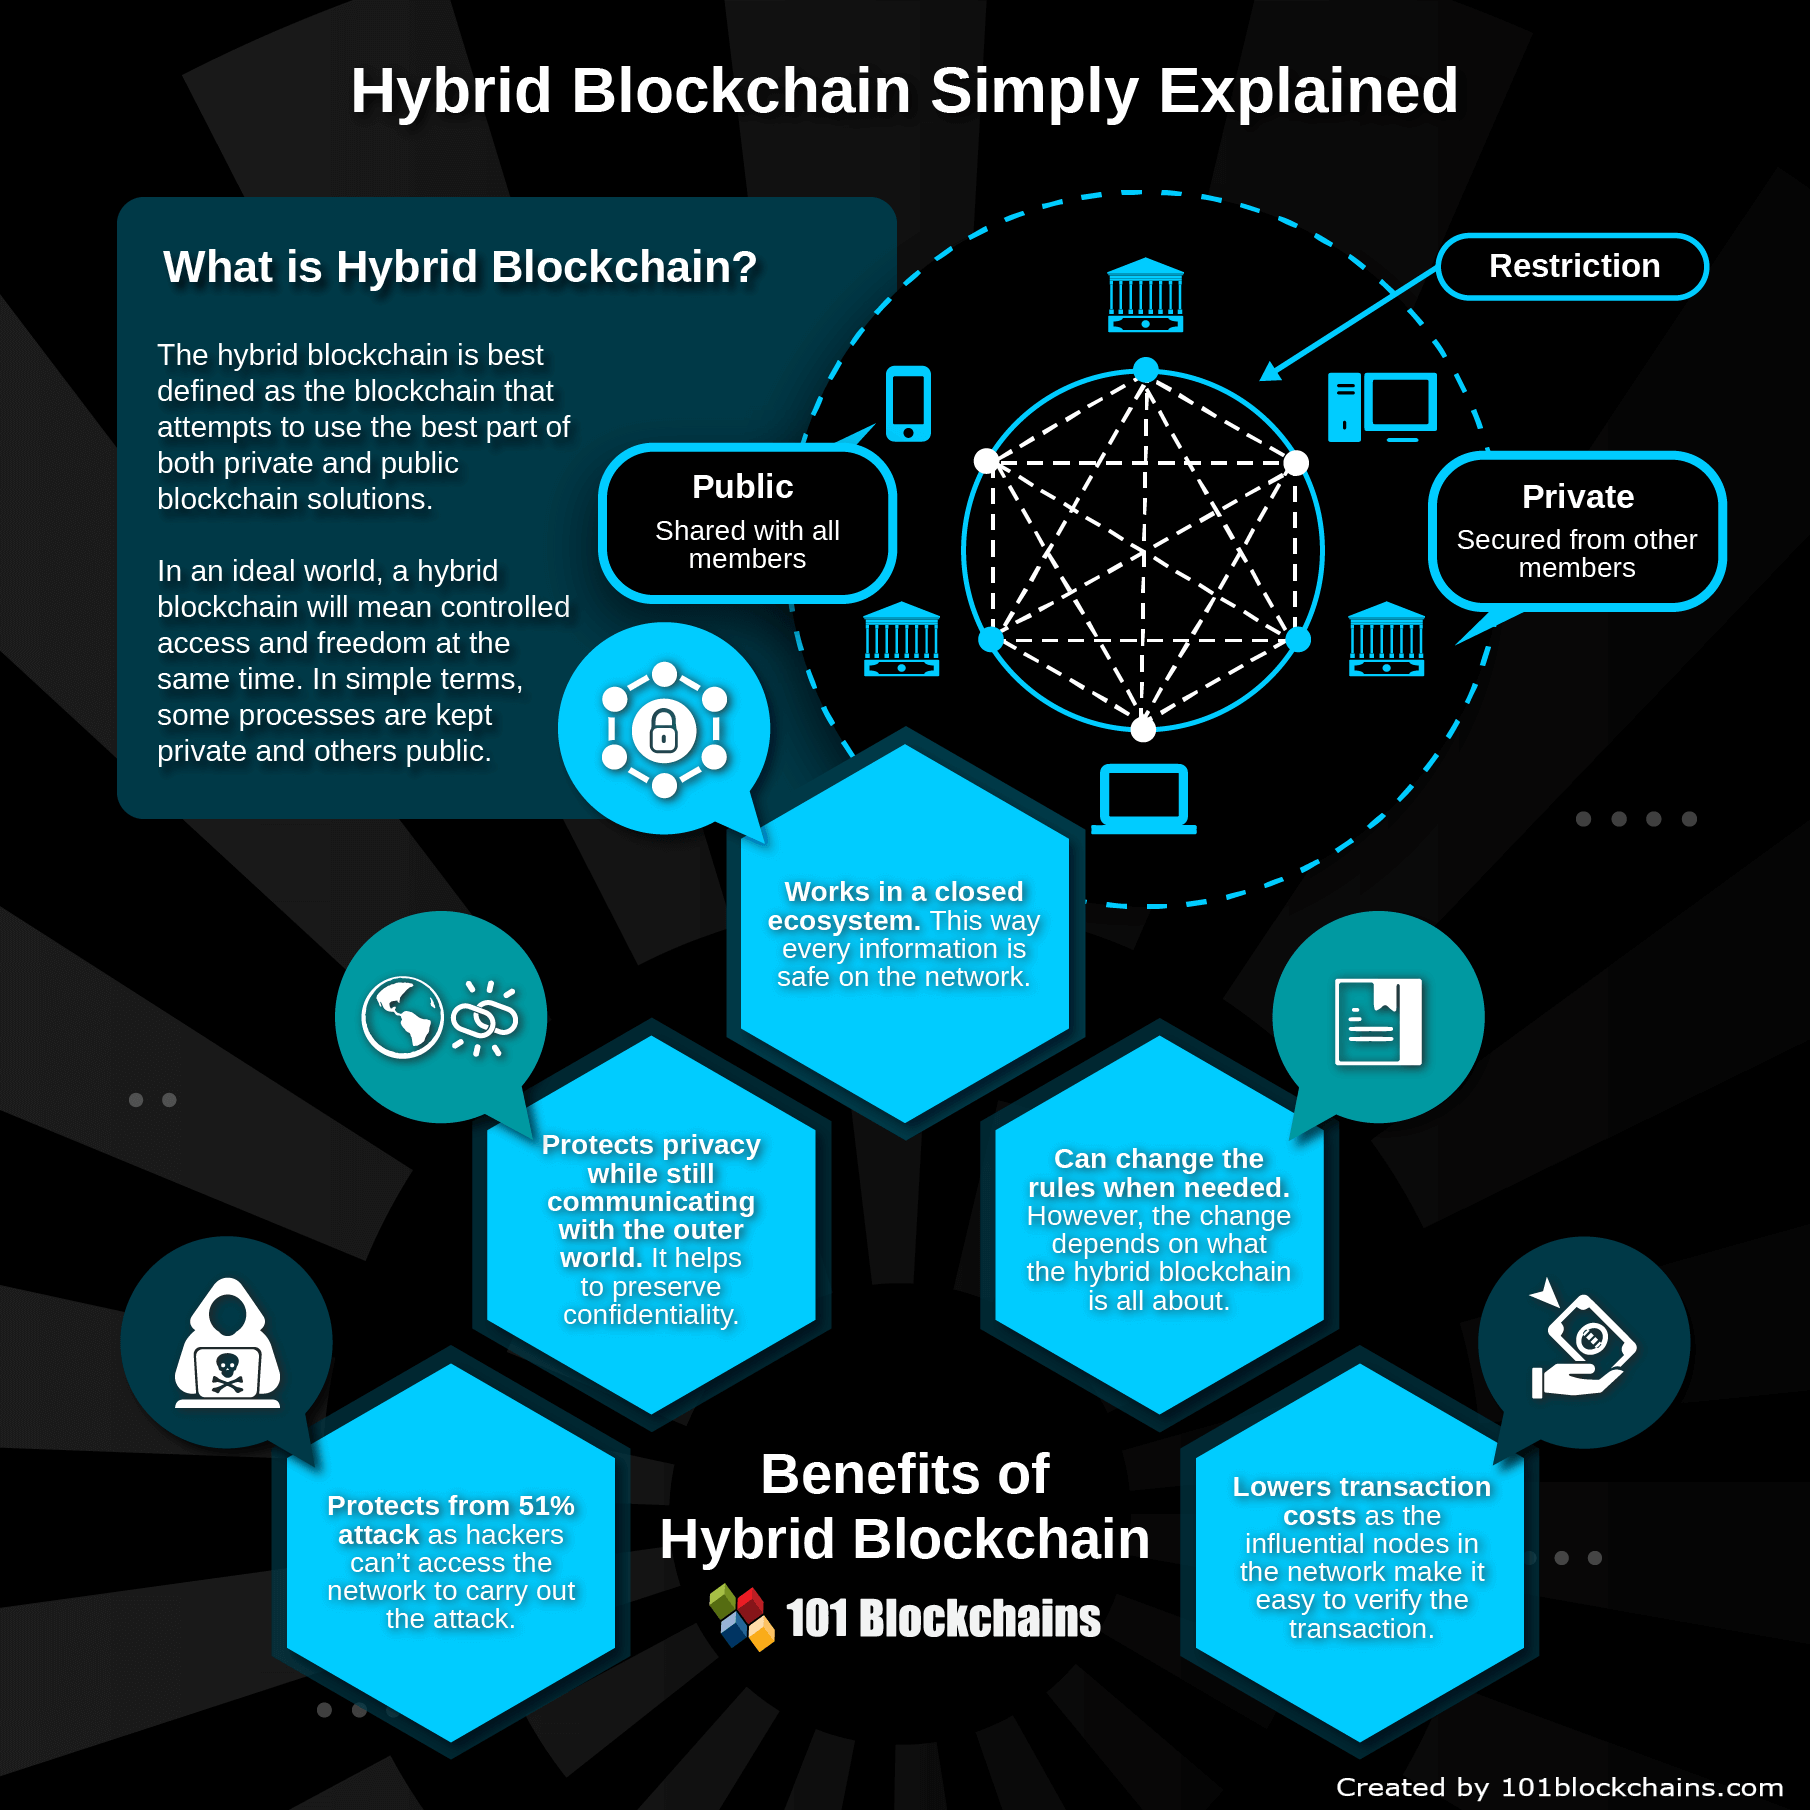 Hybrid Blockchain Simply Explained
What is Hybrid Blockchain?
The hybrid blockchain is best
defined as the blockchain that
attempts to use the best part of
both private and public
blockchain solutions.
In an ideal world, a hybrid
blockchain will mean controlled
access and freedom at the
same time. In simple terms,
some processes are kept
private and others public.
Restriction
Public
Shared with all
members
Private
Secured from other
members
Works in a closed
ecosystem. This way
every information is
safe on the network.
Protects privacy
while still
communicating
with the outer
world. It helps
to preserve
confidentiality.
Can change the
rules when needed.
However, the change
depends on what
the hybrid blockchain
is all about.
Protects from 51%
attack as hackers
can’t access the
network to carry out
the attack.
Lowers transaction
costs as the
influential nodes in
the network make it
easy to verify the
transaction.
Benefits of
Hybrid Blockchain
101 Blockchains
Created by 101blockchains.com